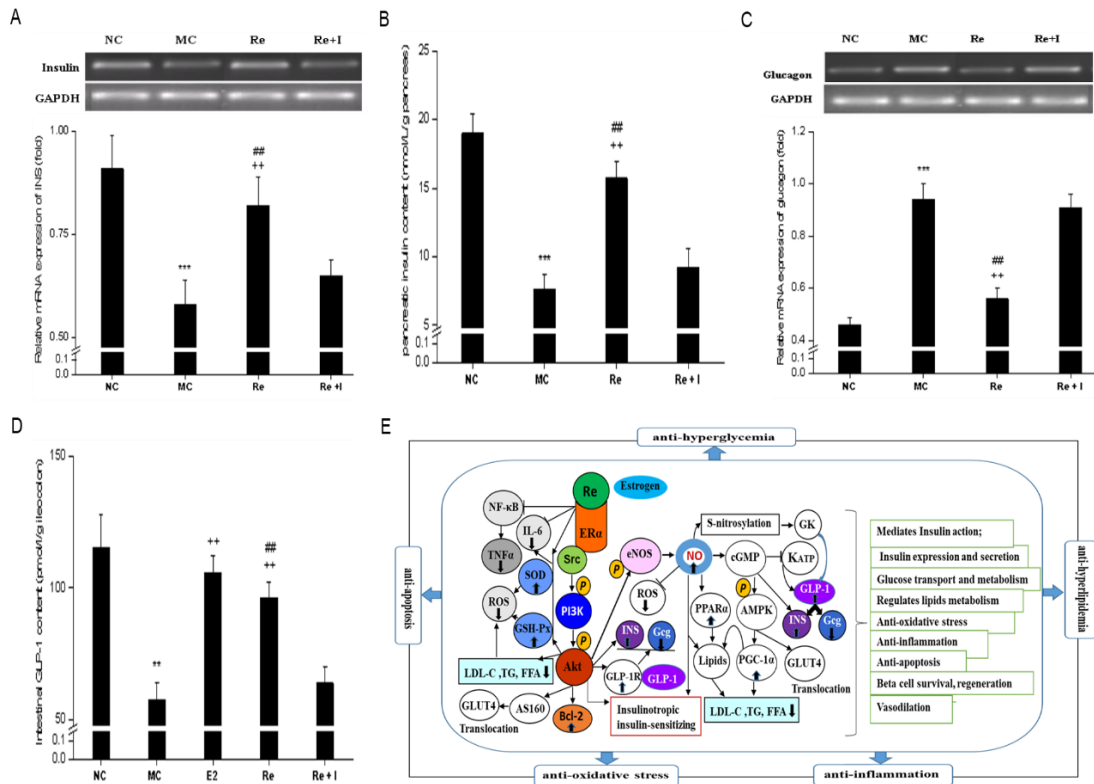 A
NC MC Re Re+I
Insulin
GAPDH
Relative mRNA expression of INS (fold)
1.00
0.75
0.50
0.1
0.0
***
##
++
NC MC Re Re+I
B
pancreatic insulin content (nmol/L/g pancreas)
25
20
15
10
5
0.1
0.0
***
##
++
NC MC Re Re+I
C
NC MC Re Re+I
Glucagon
GAPDH
Relative mRNA expression of glucagon (fold)
1.2
1.0
0.8
0.6
0.4
0.1
0.0
***
##
++
NC MC Re Re+I
D
Intestinal GLP-1 content (pmol/L/g ileocolon)
150
100
50
0.1
0.0
**
++
##
++
NC MC E2 Re Re+I
E
anti-hyperglycemia
anti-apoptosis
anti-hyperlipidemia
anti-oxidative stress
anti-inflammation
Re
Estrogen
ERα
NF-κB
IL-6
TNFα
Src
SOD
ROS
P
PI3K
GSH-Px
P
Akt
LDL-C ,TG, FFA
GLUT4
AS160
Translocation
Bcl-2
P
eNOS
NO
ROS
INS
Gcg
GLP-1R
GLP-1
Insulinotropic
insulin-sensitizing
S-nitrosylation
GK
cGMP
KATP
P
GLP-1
PPARα
AMPK
INS
Gcg
Lipids
PGC-1α
GLUT4
Translocation
LDL-C, TG, FFA
Mediates Insulin action;
Insulin expression and secretion
Glucose transport and metabolism
Regulates lipids metabolism
Anti-oxidative stress
Anti-inflammation
Anti-apoptosis
Beta cell survival, regeneration
Vasodilation